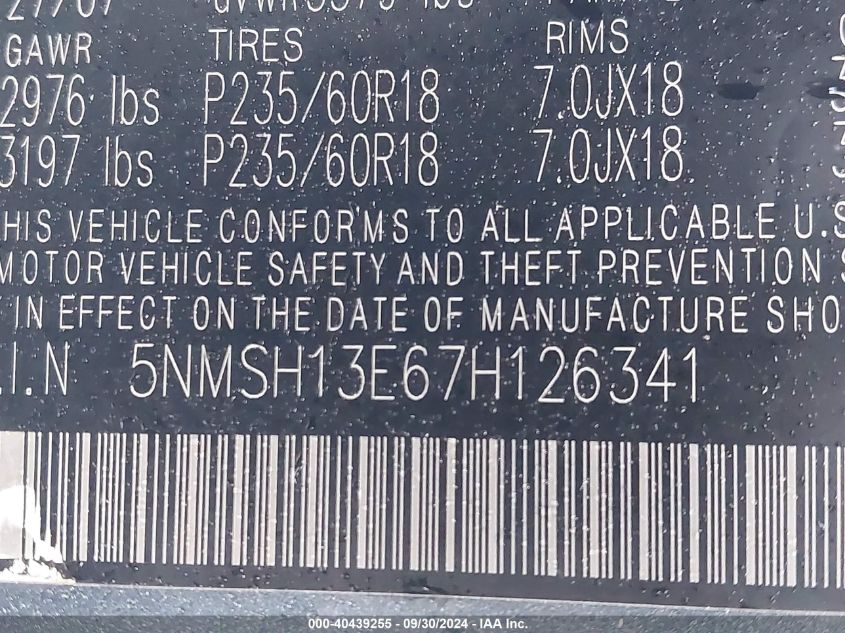 GAWR TIRES RIMS
2976 lbs P235/60R18 7.0JX18
3197 lbs P235/60R18 7.0JX18
HIS VEHICLE CONFORMS TO ALL APPLICABLE U.S
MOTOR VEHICLE SAFETY AND THEFT PREVENTION S
IN EFFECT ON THE DATE OF MANUFACTURE SHO
.I.N 5NMSH13E67H126341
000-40439255 - 09/30/2024 - IAA Inc.